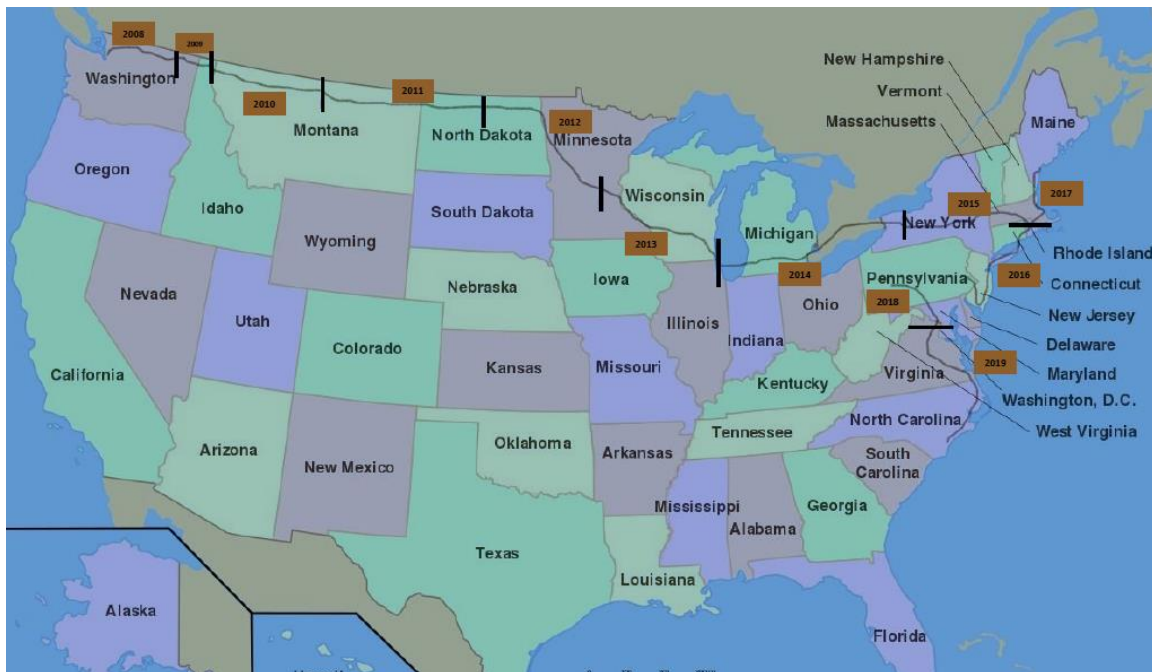 2008
2009
Washington
2010
2011
Montana
North Dakota
2012
Minnesota
New Hampshire
Vermont
Massachusetts
Maine
Oregon
Idaho
Wyoming
South Dakota
Wisconsin
2013
Michigan
2014
New York
2015
2017
Rhode Island
2016
Connecticut
New Jersey
Delaware
Maryland
Washington, D.C.
West Virginia
Pennsylvania
2018
2019
Nevada
Utah
California
Colorado
Nebraska
Iowa
Illinois
Indiana
Ohio
Kansas
Missouri
Kentucky
Virginia
North Carolina
Tennessee
South
Carolina
Arizona
New Mexico
Oklahoma
Arkansas
Mississippi
Alabama
Georgia
Texas
Louisiana
Florida
Alaska